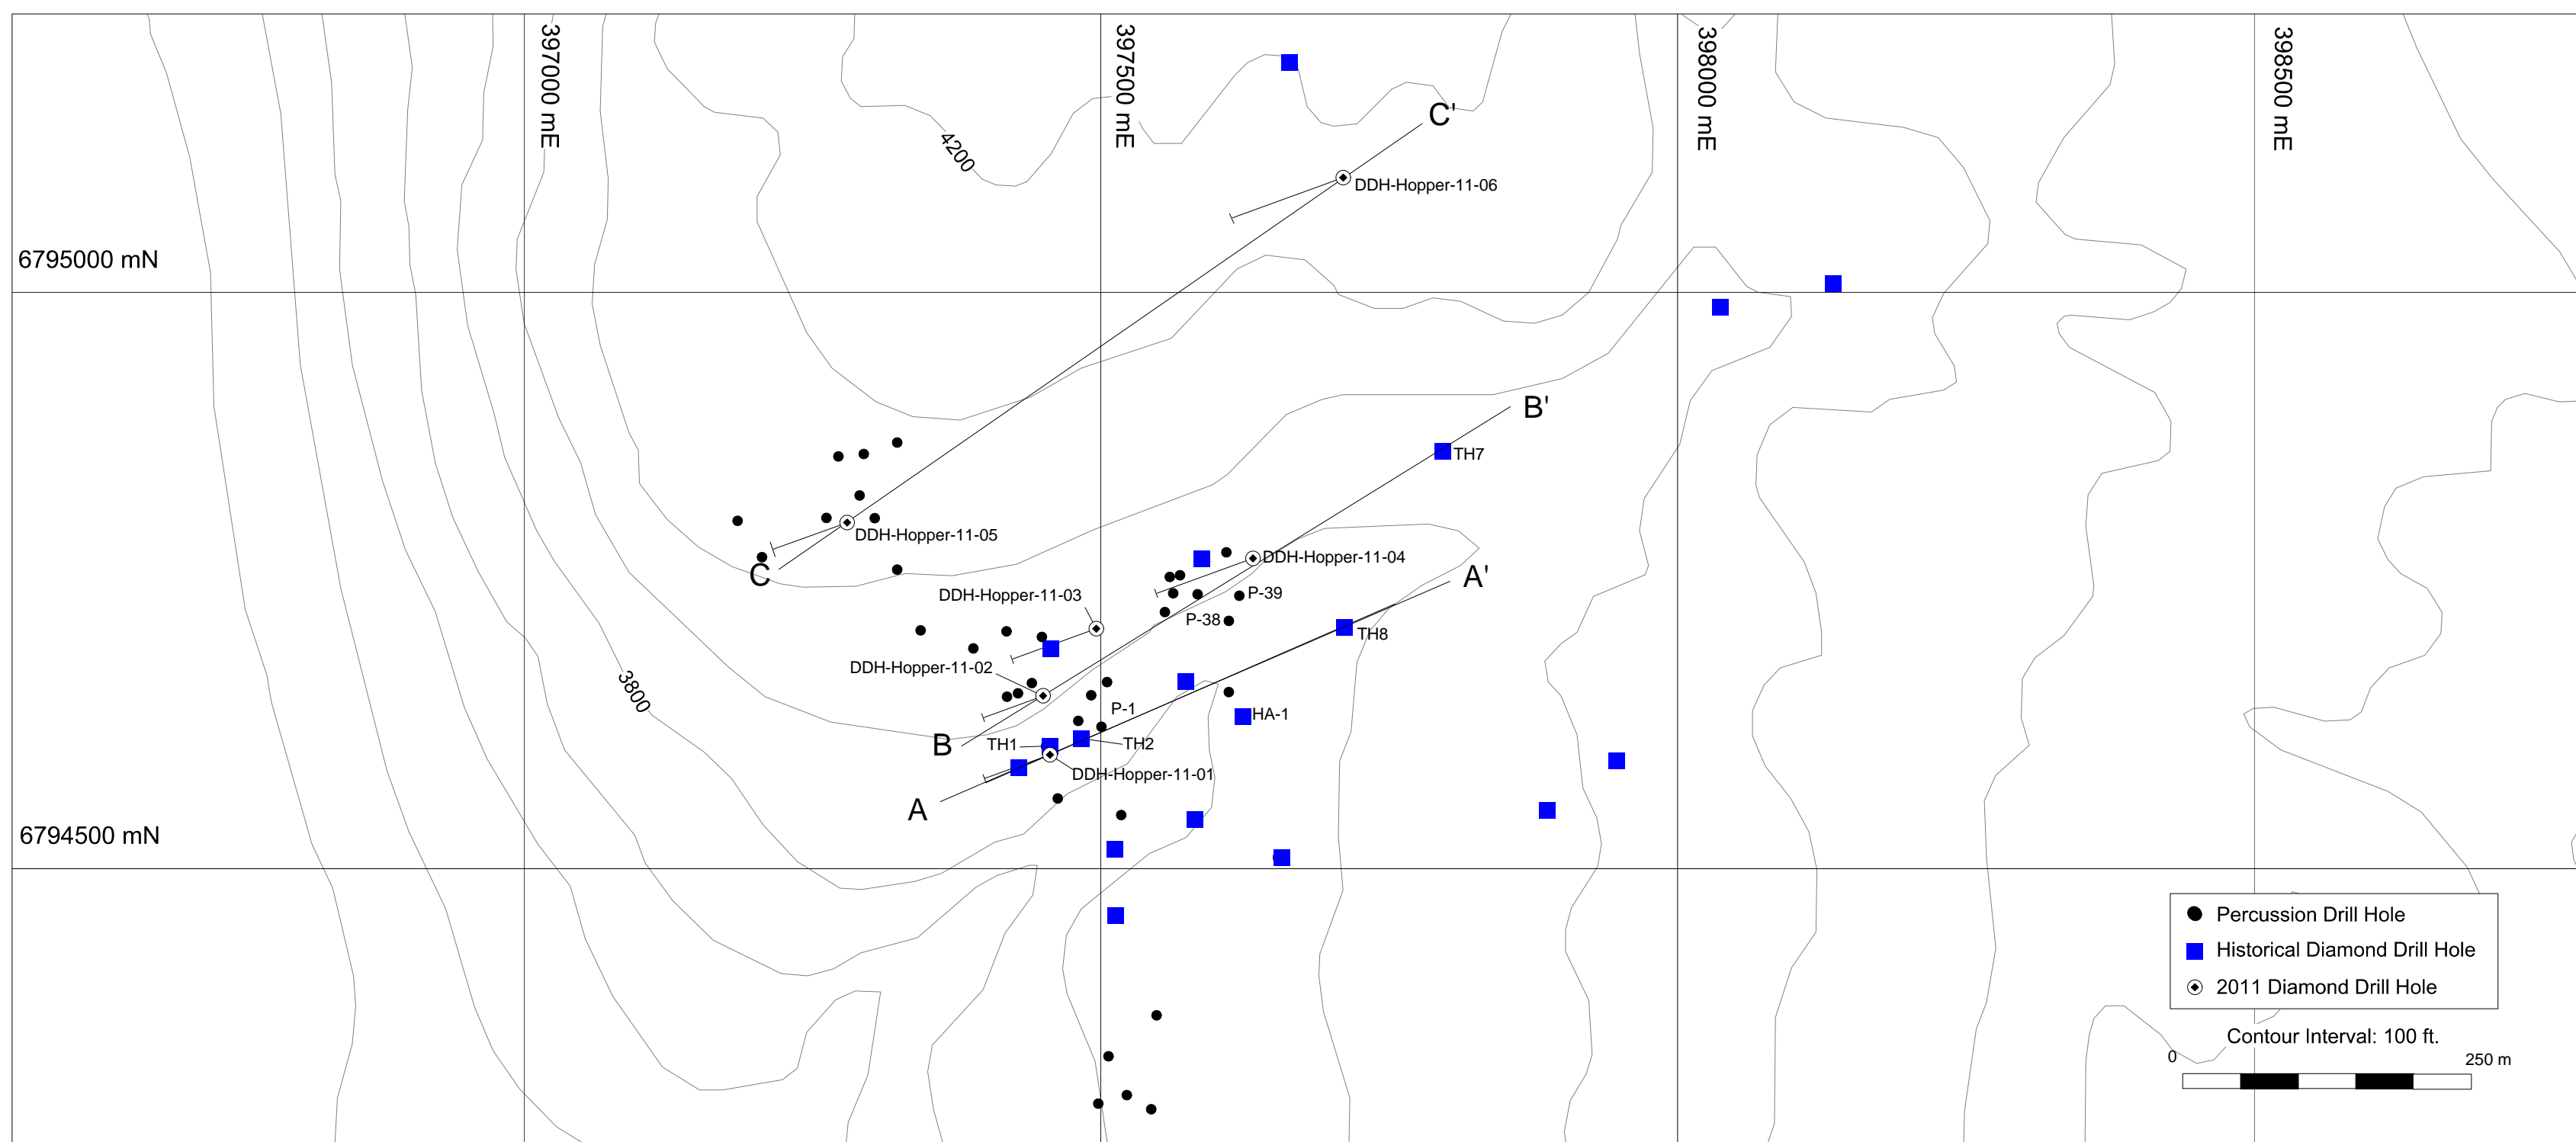 397000 mE
397500 mE
398000 mE
398500 mE
C'
4200
DDH-Hopper-11-06
6795000 mN
B'
TH7
DDH-Hopper-11-05
C
DDH-Hopper-11-04
A'
DDH-Hopper-11-03
P-39
P-38
TH8
DDH-Hopper-11-02
3800
P-1
HA-1
B
TH1
TH2
DDH-Hopper-11-01
A
6794500 mN
Percussion Drill Hole
Historical Diamond Drill Hole
2011 Diamond Drill Hole
Contour Interval: 100 ft.
0 250 m